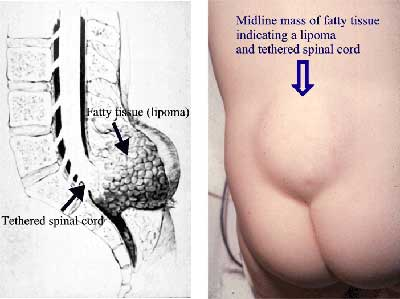 Fatty tissue (lipoma)
Tethered spinal cord
Midline mass of fatty tissue
indicating a lipoma
and tethered spinal cord